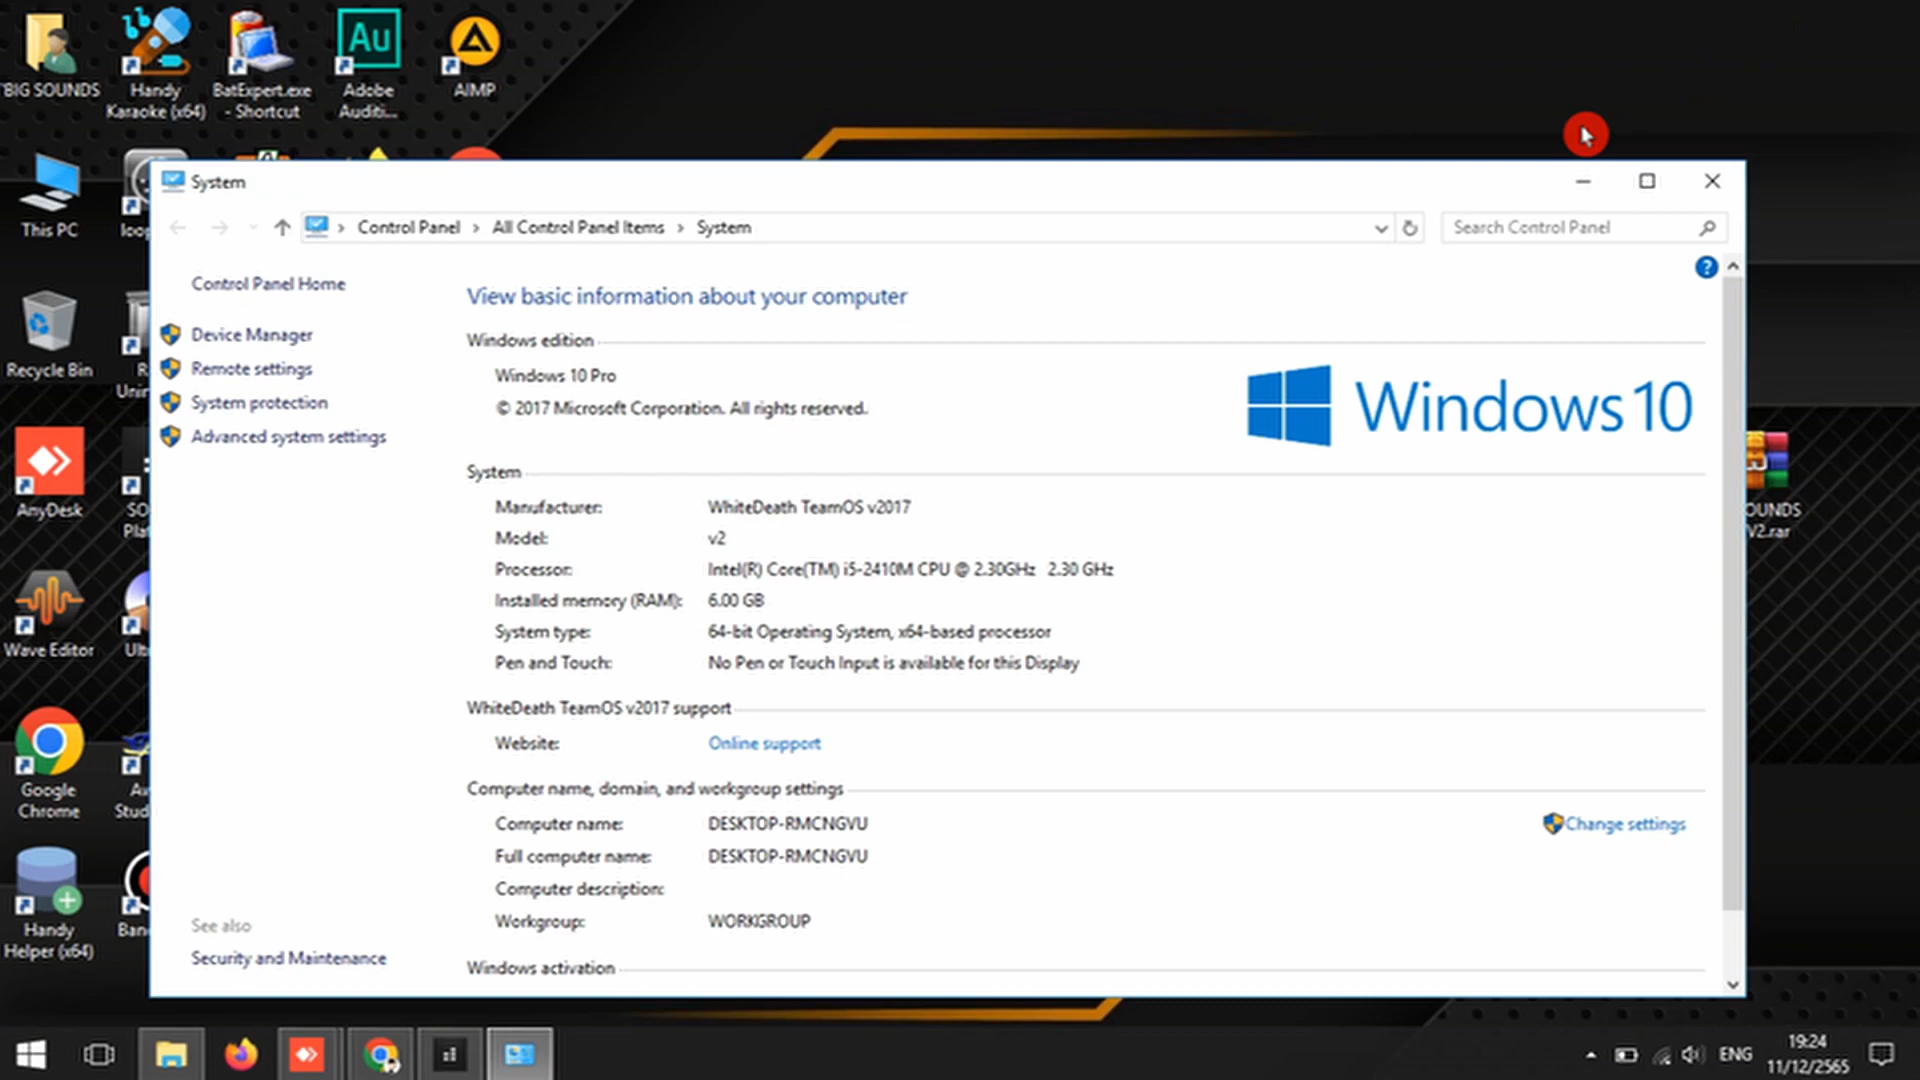 BIG SOUNDS
Handy
Karaoke (x64)
BatExpert.exe
- Shortcut
Au
Adobe
Auditi...
AIMP
This PC
Recycle Bin
AnyDesk
Wave Editor
Google
Chrome
Handy
Helper (x64)
OUNDS
V2.rar
System
Control Panel
All Control Panel Items
System
Search Control Panel
Control Panel Home
Device Manager
Remote settings
System protection
Advanced system settings
See also
Security and Maintenance
?
View basic information about your computer
Windows edition
Windows 10 Pro
© 2017 Microsoft Corporation. All rights reserved.
Windows 10
System
Manufacturer: WhiteDeath TeamOS v2017
Model: v2
Processor: Intel(R) Core(TM) i5-2410M CPU @ 2.30GHz 2.30 GHz
Installed memory (RAM): 6.00 GB
System type: 64-bit Operating System, x64-based processor
Pen and Touch: No Pen or Touch Input is available for this Display
WhiteDeath TeamOS v2017 support
Website: Online support
Computer name, domain, and workgroup settings
Computer name: DESKTOP-RMCNGVU
Change settings
Full computer name: DESKTOP-RMCNGVU
Computer description:
Workgroup: WORKGROUP
Windows activation
ENG
19:24
11/12/2565